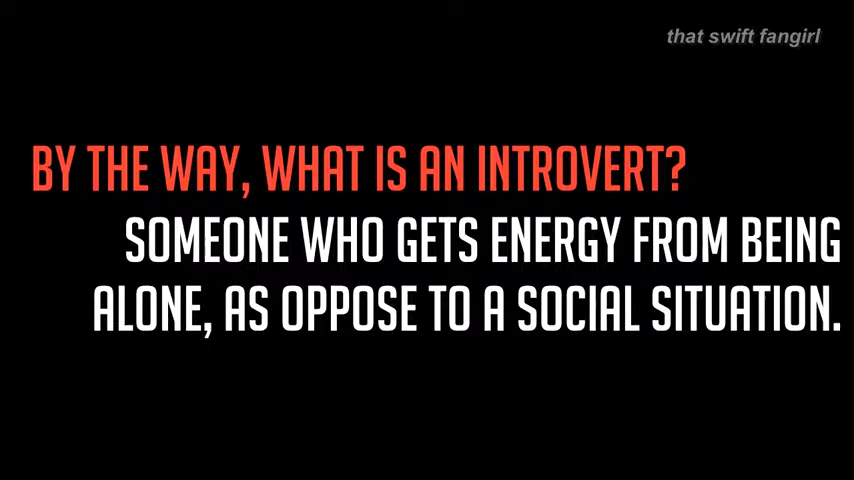 that swift fangirl
BY THE WAY, WHAT IS AN INTROVERT?
SOMEONE WHO GETS ENERGY FROM BEING
ALONE, AS OPPOSE TO A SOCIAL SITUATION.